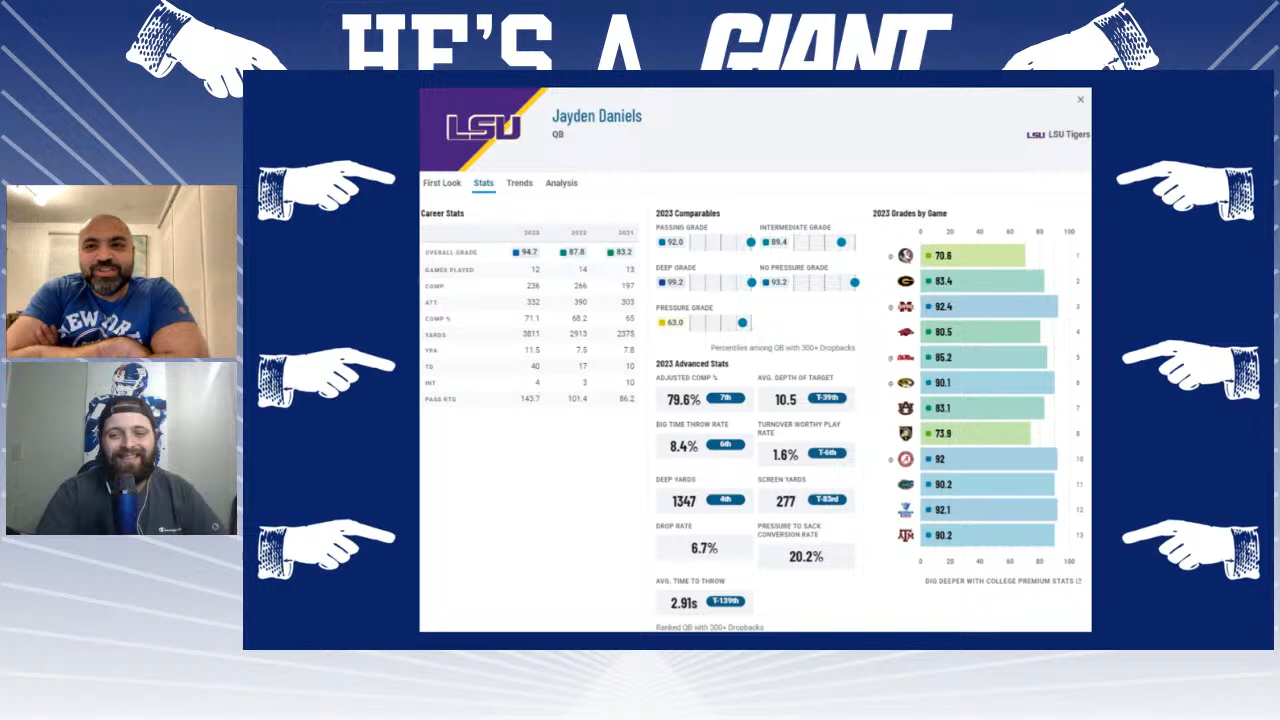 HE'S A GIANT
LSU
Jayden Daniels
QB
LSU LSU Tigers
First Look Stats Trends Analysis
Career Stats
2023 2022 2021
OVERALL GRADE 94.7 87.8 83.2
GAMES PLAYED 12 14 13
COMP 236 266 197
ATT 332 390 303
COMP % 71.1 68.2 65
YARDS 3811 2913 2375
YPA 11.5 7.5 7.8
TD 40 17 10
INT 4 3 10
PASS RTG 143.7 101.4 86.2
2023 Comparables
PASSING GRADE INTERMEDIATE GRADE
92.0 89.4
DEEP GRADE NO PRESSURE GRADE
99.2 93.2
PRESSURE GRADE
63.0
Percentiles among QB with 300+ Dropbacks
2023 Advanced Stats
ADJUSTED COMP % AVG. DEPTH OF TARGET
79.6% 7th 10.5 T-39th
BIG TIME THROW RATE TURNOVER WORTHY PLAY
RATE
8.4% 6th 1.6% T-6th
DEEP YARDS SCREEN YARDS
1347 4th 277 T-83rd
DROP RATE PRESSURE TO SACK
CONVERSION RATE
6.7% 20.2%
AVG. TIME TO THROW
2.91s T-139th
Ranked QB with 300+ Dropbacks
2023 Grades by Game
0 20 40 60 80 100
70.6 1
83.4 2
@ 92.4 3
80.5 4
@ 85.2 5
@ 90.1 6
83.1 7
73.9 8
@ 92 10
90.2 11
92.1 12
90.2 13
0 20 40 60 80 100
DIG DEEPER WITH COLLEGE PREMIUM STATS
NEW YORK
Champion